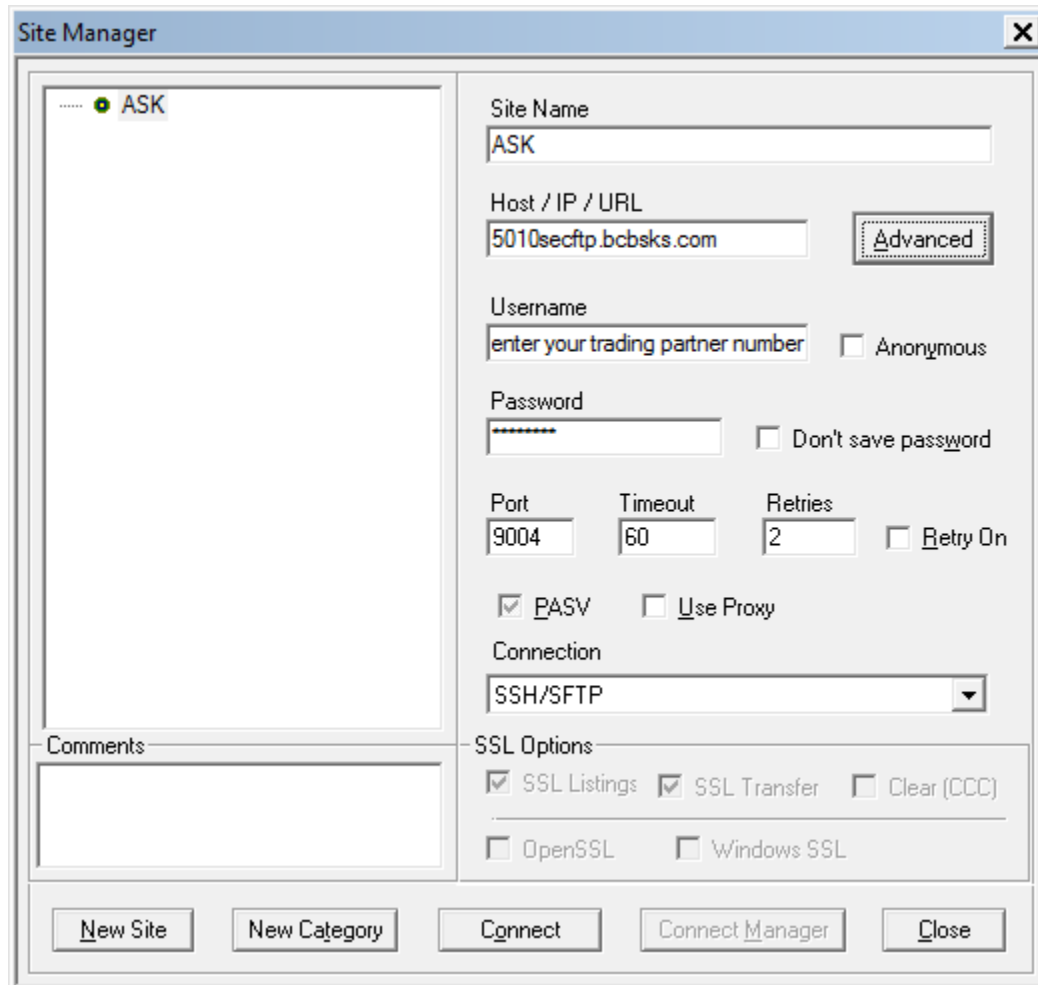 Site Manager
ASK
Site Name
ASK
Host / IP / URL
5010secftp.bcbsks.com
Advanced
Username
enter your trading partner number
Anonymous
Password
********
Don't save password
Port Timeout Retries
9004 60 2 Retry On
PASV Use Proxy
Connection
SSH/SFTP
Comments
SSL Options
SSL Listings SSL Transfer Clear (CCC)
OpenSSL Windows SSL
New Site New Category Connect Connect Manager Close